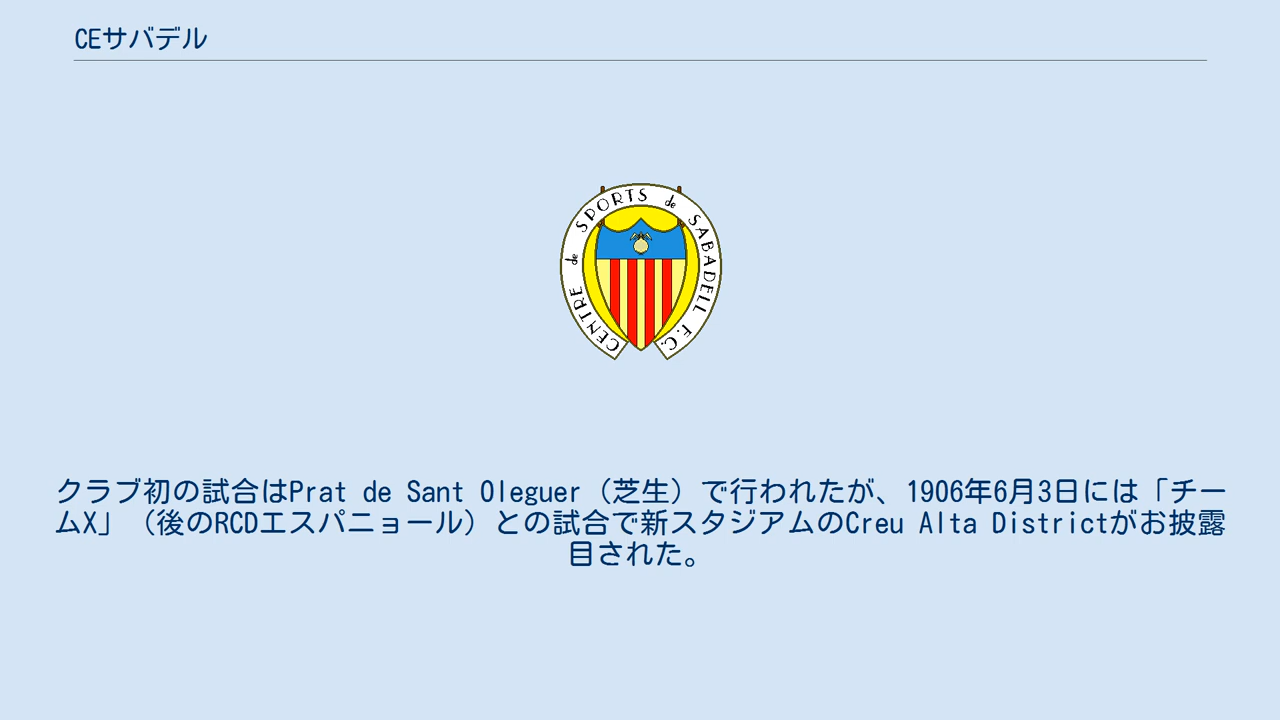 CEサバデル
CENTRE de SPORTS de SABADELL F.C.
クラブ初の試合はPrat de Sant Oleguer（芝生）で行われたが、1906年6月3日には「チー
ムX」（後のRCDエスパニョール）との試合で新スタジアムのCreu Alta Districtがお披露
目された。